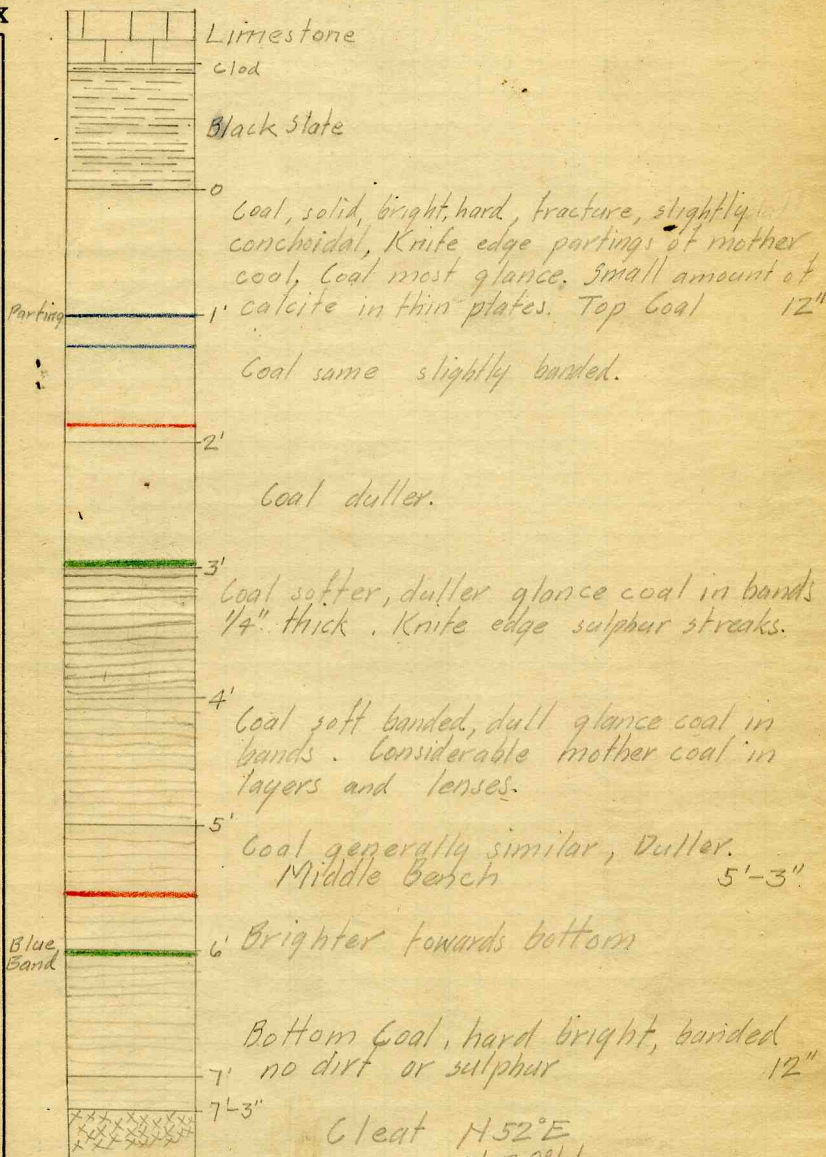 x
Limestone
Clod
Black Slate
0
Coal, solid, bright, hard, fracture, slightly
conchoidal, Knife edge partings of mother
coal, Coal most glance. Small amount of
Parting 1' calcite in thin plates. Top Coal 12"
Coal same slightly banded.
2'
Coal duller.
3'
Coal softer, duller glance coal in bands
1/4" thick. Knife edge sulphur streaks.
4'
Coal soft banded, dull glance coal in
bands. Considerable mother coal in
layers and lenses.
5'
Coal generally similar, Duller.
Middle Bench 5'-3"
Blue Band 6' Brighter towards bottom
Bottom Coal, hard bright, banded
7' no dirt or sulphur 12"
7'-3"
Cleat N52°E